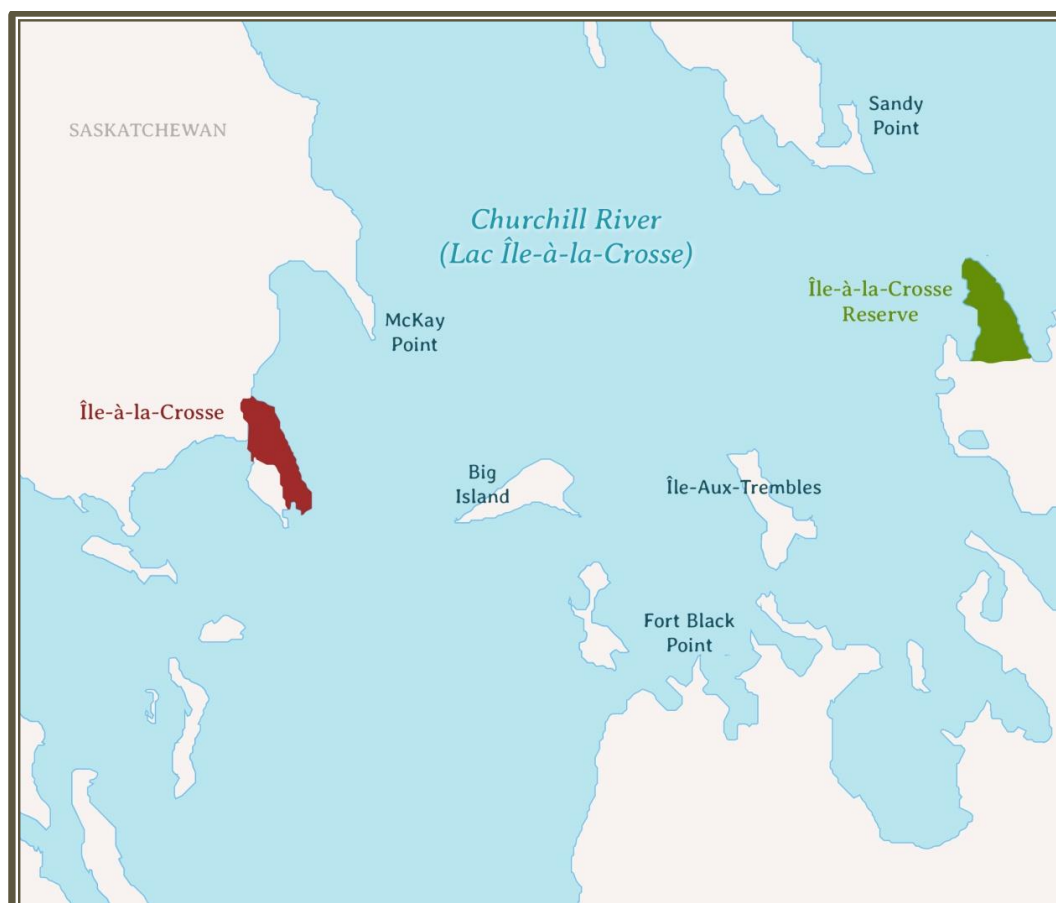 SASKATCHEWAN
Sandy
Point
Churchill River
(Lac Île-à-la-Crosse)
Île-à-la-Crosse
Reserve
McKay
Point
Île-à-la-Crosse
Big
Island
Île-Aux-Trembles
Fort Black
Point